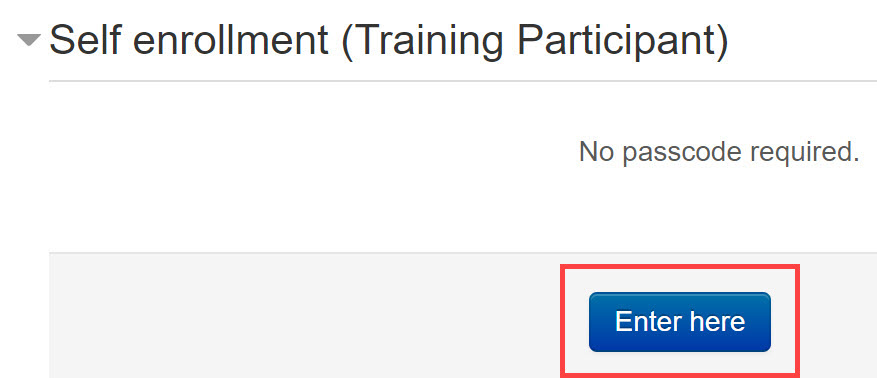 Self enrollment (Training Participant)
No passcode required.
Enter here